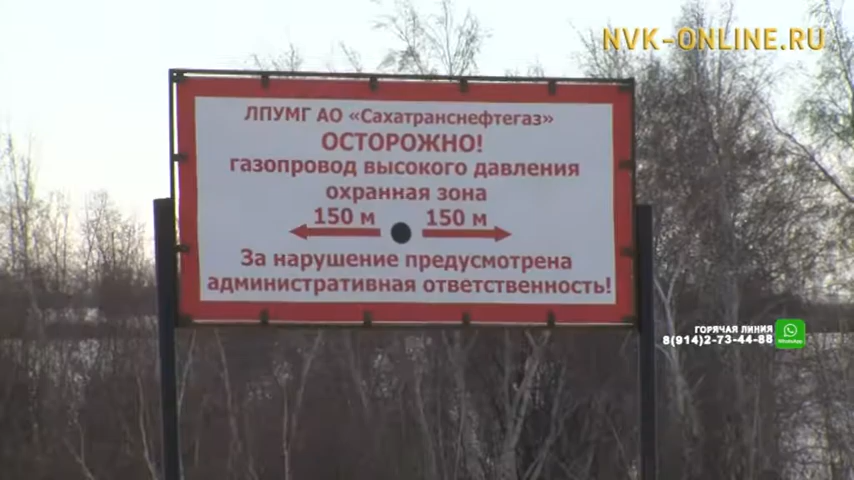 NVK-ONLINE.RU
ЛПУМГ АО «Сахатранснефтегаз»
ОСТОРОЖНО!
газопровод высокого давления
охранная зона
150 м 150 м
За нарушение предусмотрена
административная ответственность!
ГОРЯЧАЯ ЛИНИЯ
8(914)2-73-44-88
WhatsApp